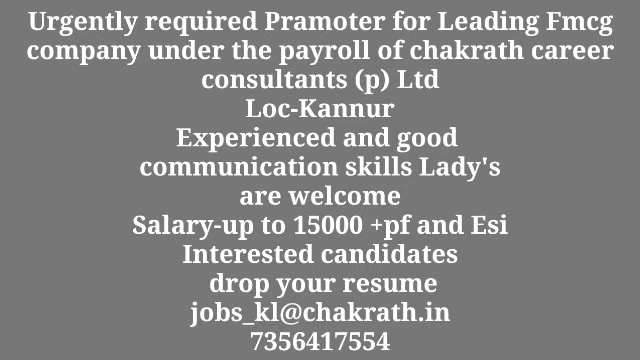 Urgently required Pramoter for Leading Fmcg
company under the payroll of chakrath career
consultants (p) Ltd
Loc-Kannur
Experienced and good
communication skills Lady's
are welcome
Salary-up to 15000 +pf and Esi
Interested candidates
drop your resume
jobs_kl@chakrath.in
7356417554